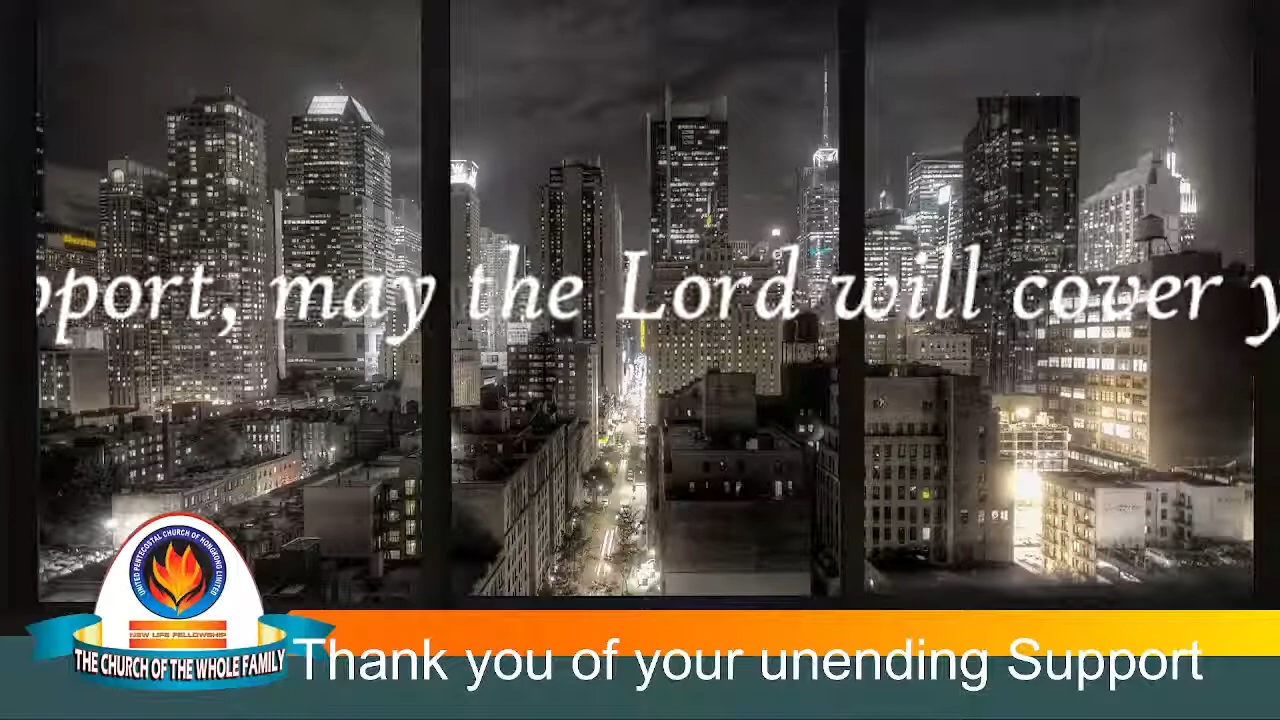 pport, may the Lord will cover y
UNITED PENTECOSTAL CHURCH OF HONGKONG LIMITED
NEW LIFE FELLOWSHIP
THE CHURCH OF THE WHOLE FAMILY
Thank you of your unending Support